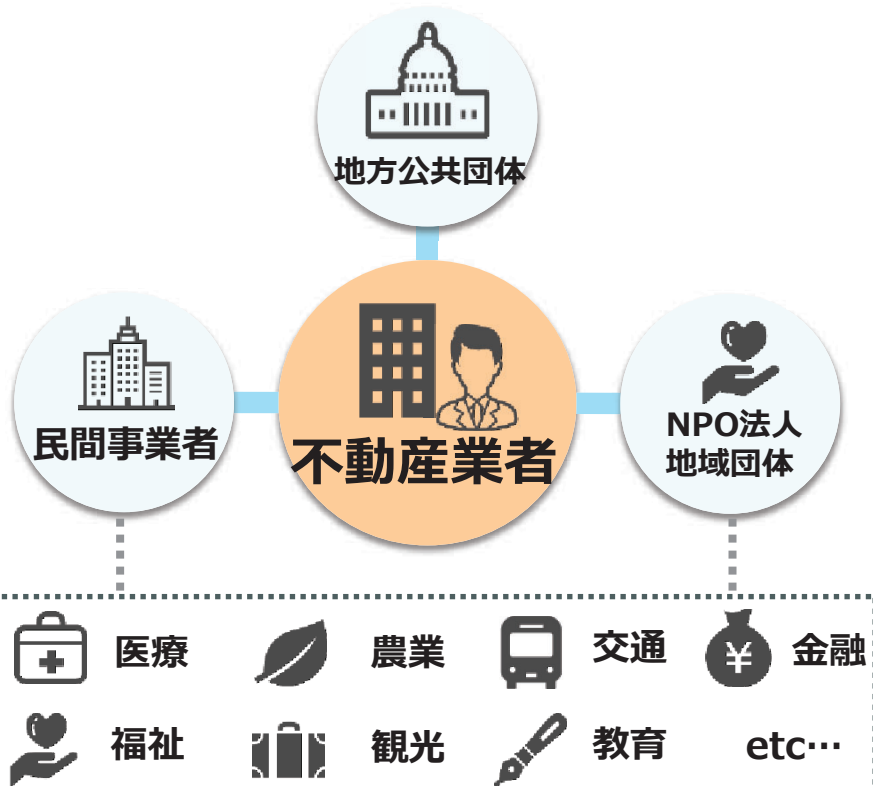 地方公共団体
民間事業者
不動産業者
NPO法人
地域団体
医療
農業
交通
¥
金融
福祉
観光
教育
etc…